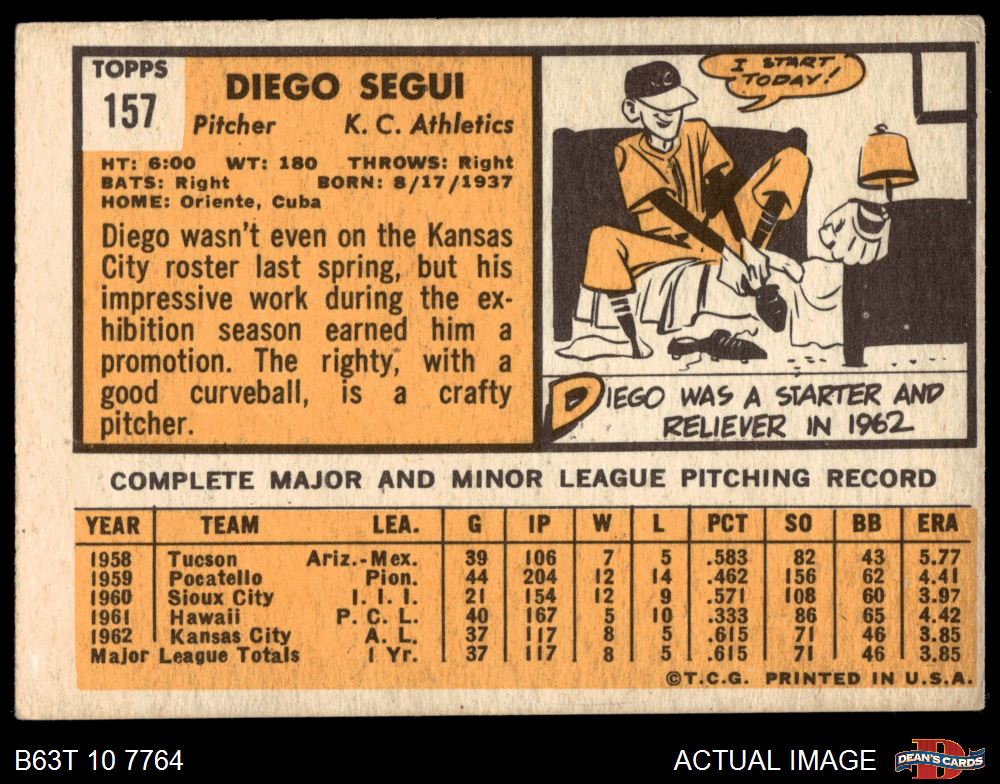 TOPPS
157
DIEGO SEGUI
Pitcher K. C. Athletics
HT: 6:00 WT: 180 THROWS: Right
BATS: Right BORN: 8/17/1937
HOME: Oriente, Cuba
Diego wasn't even on the Kansas
City roster last spring, but his
impressive work during the ex-
hibition season earned him a
promotion. The righty, with a
good curveball, is a crafty
pitcher.
I START
TODAY!
KC
DIEGO WAS A STARTER AND
RELIEVER IN 1962
COMPLETE MAJOR AND MINOR LEAGUE PITCHING RECORD
YEAR TEAM LEA. G IP W L PCT SO BB ERA
1958 Tucson Ariz.-Mex. 39 106 7 5 .583 82 43 5.77
1959 Pocatello Pion. 44 204 12 14 .462 156 62 4.41
1960 Sioux City I. I. I. 21 154 12 9 .571 108 60 3.97
1961 Hawaii P. C. L. 40 167 5 10 .333 86 65 4.42
1962 Kansas City A. L. 37 117 8 5 .615 71 46 3.85
Major League Totals 1 Yr. 37 117 8 5 .615 71 46 3.85
©T.C.G. PRINTED IN U.S.A.
B63T 10 7764 ACTUAL IMAGE
D
DEAN'S CARDS